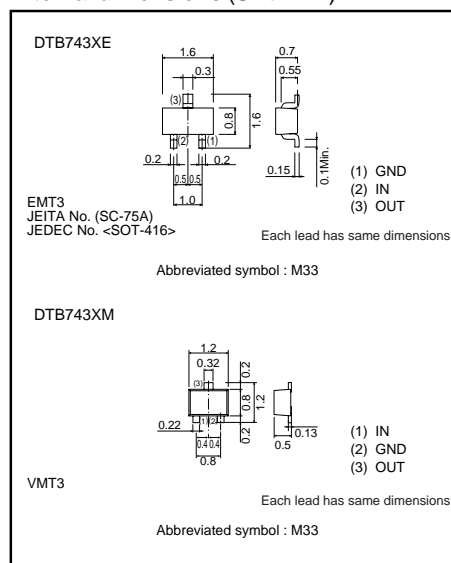 DTB743XE
1.6
0.3
(3)
0.8
1.6
(2)
(1)
0.2
0.2
0.5 0.5
1.0
0.7
0.55
0.15
0.1Min.
(1) GND
(2) IN
(3) OUT
EMT3
JEITA No. (SC-75A)
JEDEC No. <SOT-416>
Each lead has same dimensions
Abbreviated symbol : M33
DTB743XM
1.2
0.32
(3)
0.2
0.8
1.2
0.2
0.22
(1) (2)
0.4 0.4
0.8
0.13
0.5
(1) IN
(2) GND
(3) OUT
VMT3
Each lead has same dimensions
Abbreviated symbol : M33